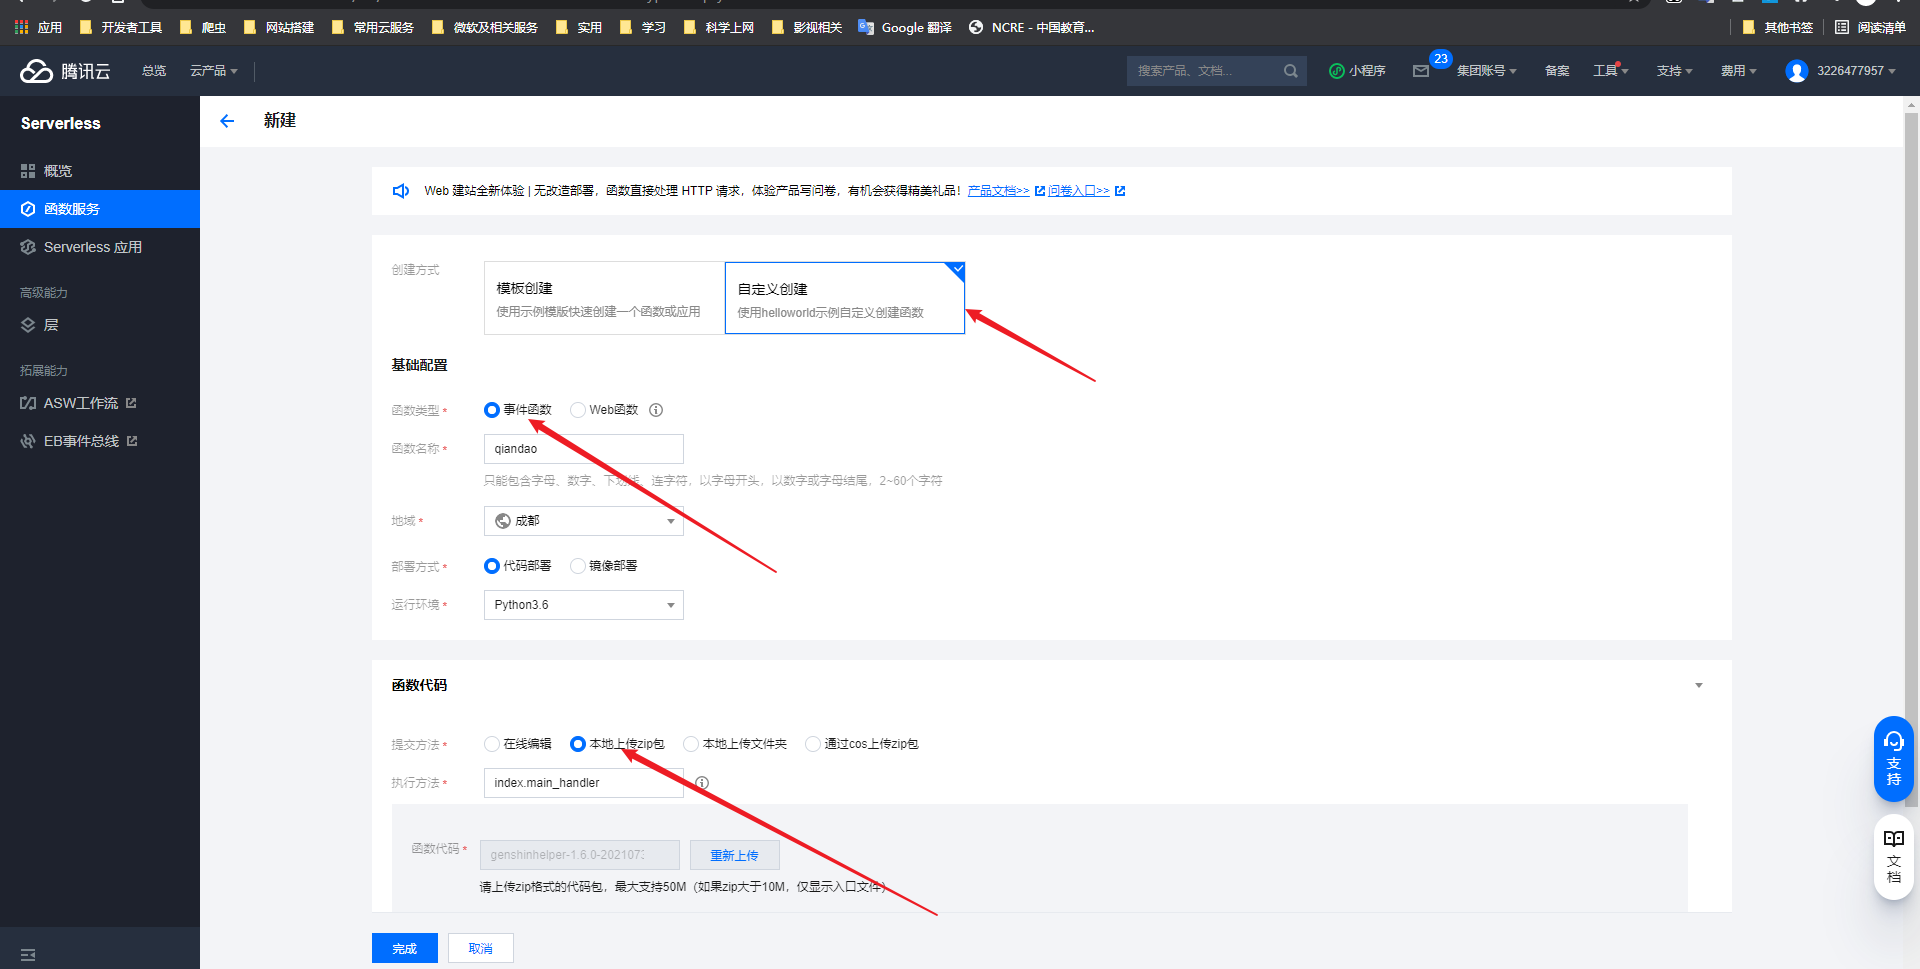 应用 开发者工具 爬虫 网站搭建 常用云服务 微软及相关服务 实用 学习 科学上网 影视相关 Google 翻译 NCRE - 中国教育... 其他书签 阅读清单
腾讯云 总览 云产品 搜索产品、文档... 小程序 23 集团账号 备案 工具 支持 费用 3226477957
Serverless
概览
函数服务
Serverless 应用
高级能力
层
拓展能力
ASW工作流
EB事件总线
新建
Web 建站全新体验 | 无改造部署，函数直接处理 HTTP 请求，体验产品写问卷，有机会获得精美礼品！ 产品文档>> 问卷入口>>
创建方式
模板创建
使用示例模版快速创建一个函数或应用
自定义创建
使用helloworld示例自定义创建函数
基础配置
函数类型* 事件函数 Web函数
函数名称* qiandao
只能包含字母、数字、下划线、连字符，以字母开头，以数字或字母结尾，2~60个字符
地域* 成都
部署方式* 代码部署 镜像部署
运行环境* Python3.6
函数代码
提交方法* 在线编辑 本地上传zip包 本地上传文件夹 通过cos上传zip包
执行方法* index.main_handler
函数代码* genshinhelper-1.6.0-202107 重新上传
请上传zip格式的代码包，最大支持50M（如果zip大于10M，仅显示入口文件）
完成 取消
支持
文档